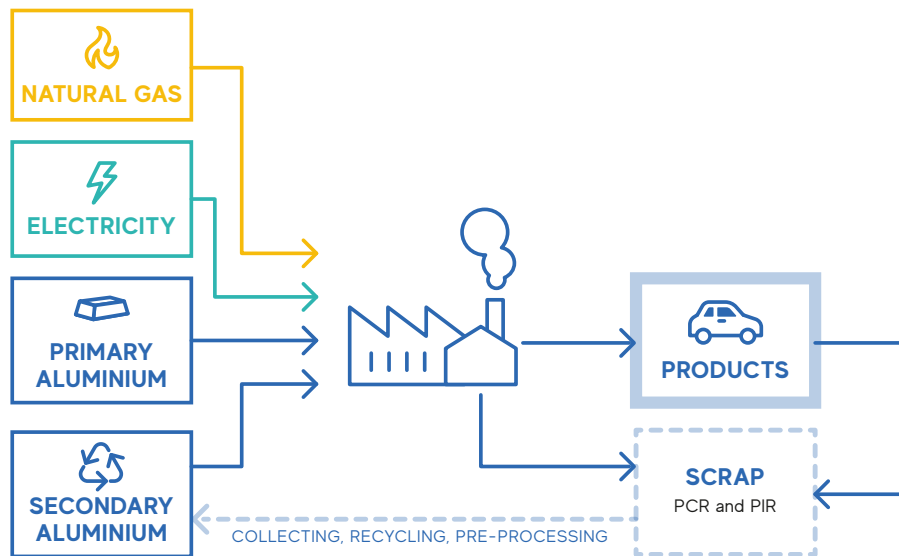 NATURAL GAS
ELECTRICITY
PRIMARY
ALUMINIUM
SECONDARY
ALUMINIUM
PRODUCTS
SCRAP
PCR and PIR
COLLECTING, RECYCLING, PRE-PROCESSING